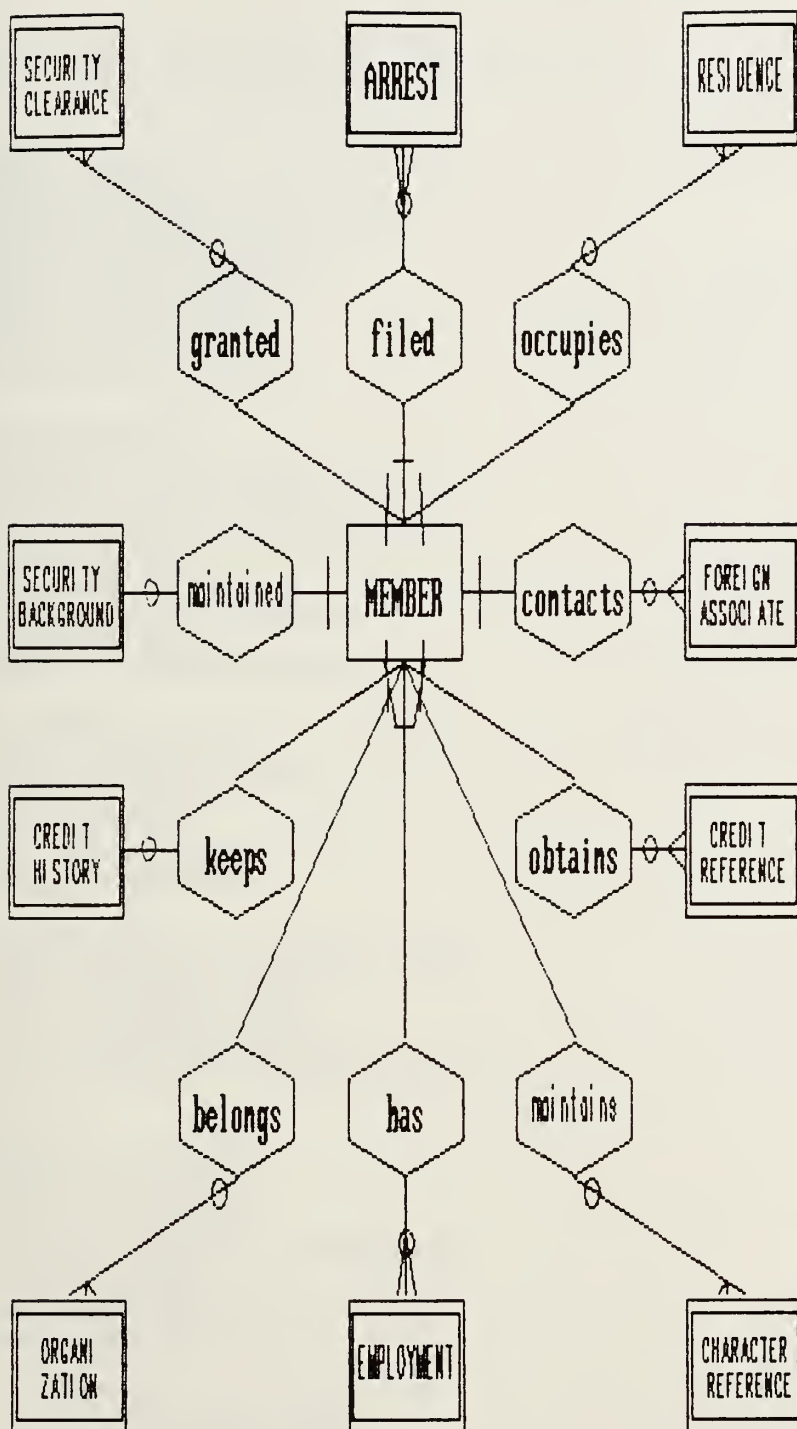 SECURITY
CLEARANCE
ARREST
RESIDENCE
granted
filed
occupies
SECURITY
BACKGROUND
maintained
MEMBER
contacts
FOREIGN
ASSOCIATE
CREDIT
HISTORY
keeps
obtains
CREDIT
REFERENCE
belongs
has
maintains
ORGANI
ZATION
EMPLOYMENT
CHARACTER
REFERENCE